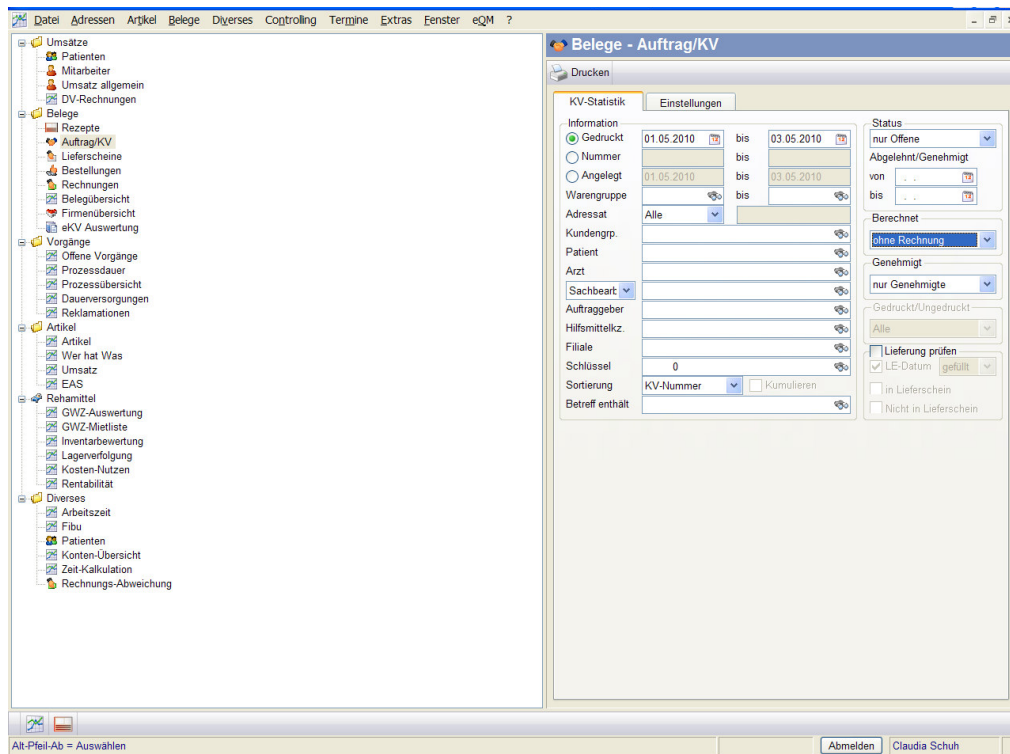 Datei Adressen Artikel Belege Diverses Controlling Termine Extras Fenster eQM ?
Umsätze
Patienten
Mitarbeiter
Umsatz allgemein
DV-Rechnungen
Belege
Rezepte
Auftrag/KV
Lieferscheine
Bestellungen
Rechnungen
Belegübersicht
Firmenübersicht
eKV Auswertung
Vorgänge
Offene Vorgänge
Prozessdauer
Prozessübersicht
Dauerversorgungen
Reklamationen
Artikel
Artikel
Wer hat Was
Umsatz
EAS
Rehamittel
GWZ-Auswertung
GWZ-Mietliste
Inventarbewertung
Lagerverfolgung
Kosten-Nutzen
Rentabilität
Diverses
Arbeitszeit
Fibu
Patienten
Konten-Übersicht
Zeit-Kalkulation
Rechnungs-Abweichung
Belege - Auftrag/KV
Drucken
KV-Statistik Einstellungen
Information
Gedruckt 01.05.2010 bis 03.05.2010
Nummer bis
Angelegt 01.05.2010 bis 03.05.2010
Warengruppe bis
Adressat Alle
Kundengrp.
Patient
Arzt
Sachbeart
Auftraggeber
Hilfsmittelkz.
Filiale
Schlüssel 0
Sortierung KV-Nummer Kumulieren
Betreff enthält
Status
nur Offene
Abgelehnt/Genehmigt
von . .
bis . .
Berechnet
ohne Rechnung
Genehmigt
nur Genehmigte
Gedruckt/Ungedruckt
Alle
Lieferung prüfen
LE-Datum gefüllt
in Lieferschein
Nicht in Lieferschein
Alt-Pfeil-Ab = Auswählen Abmelden Claudia Schuh